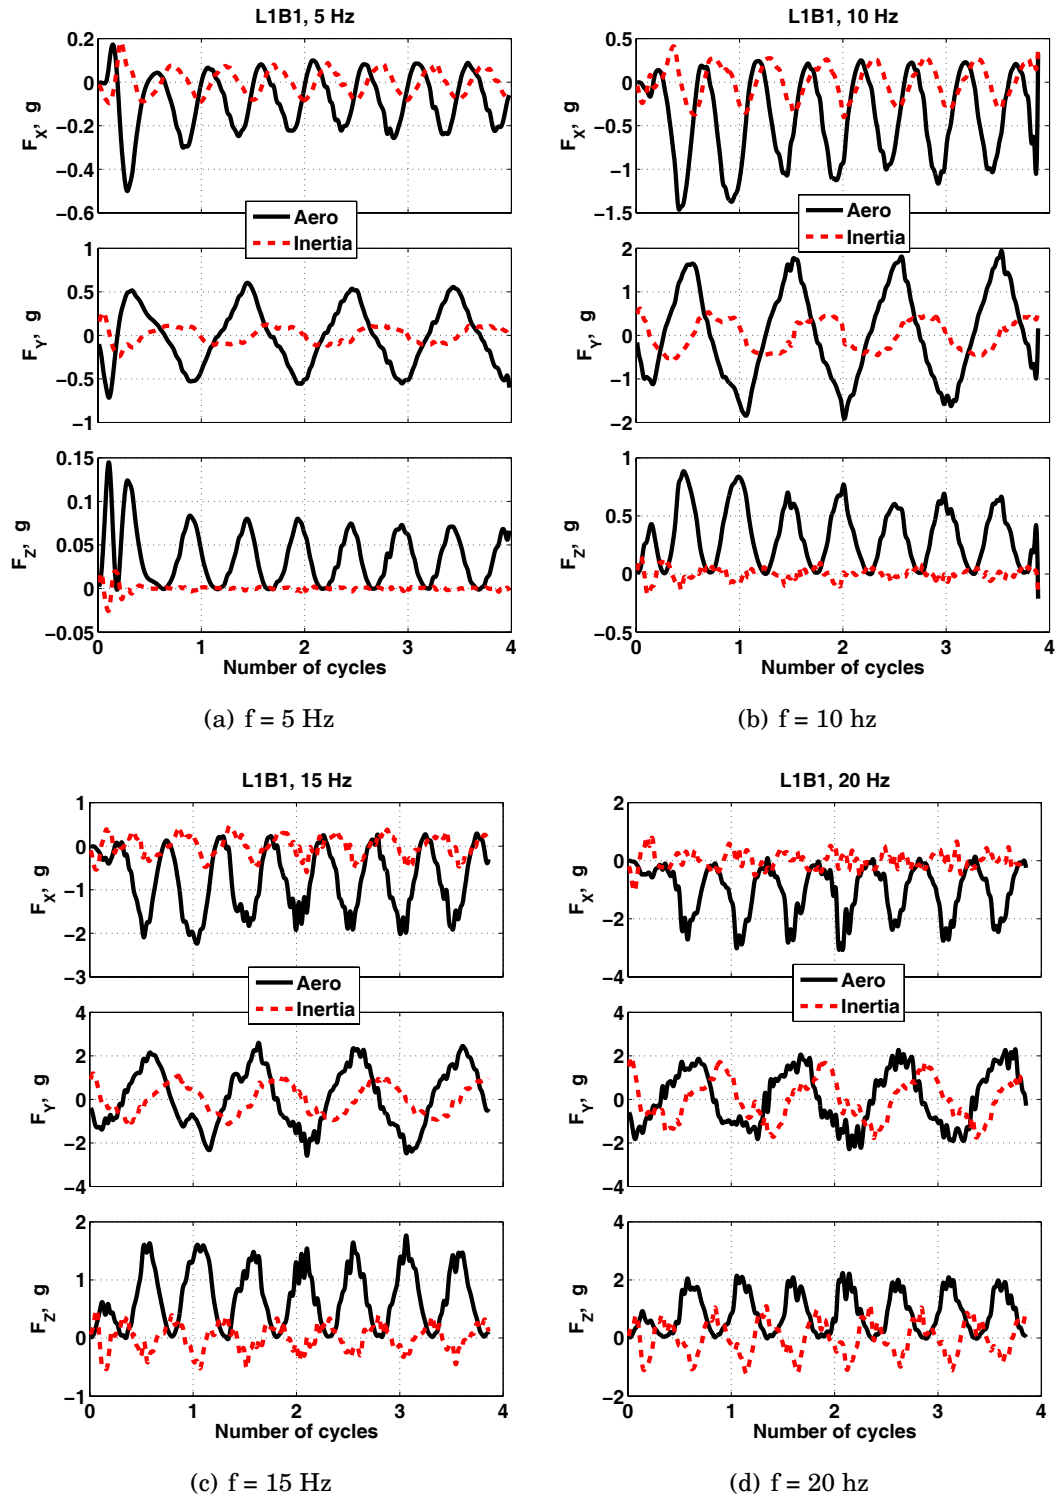 L1B1, 5 Hz
0.2
0
−0.2
−0.4
−0.6
F_X, g
Aero
Inertia
1
0.5
0
−0.5
−1
F_Y, g
0.15
0.1
0.05
0
−0.05
F_Z, g
0 1 2 3 4
Number of cycles
(a) f = 5 Hz
L1B1, 10 Hz
0.5
0
−0.5
−1
−1.5
F_X, g
Aero
Inertia
2
1
0
−1
−2
F_Y, g
1
0.5
0
−0.5
F_Z, g
0 1 2 3 4
Number of cycles
(b) f = 10 hz
L1B1, 15 Hz
1
0
−1
−2
−3
F_X, g
Aero
Inertia
4
2
0
−2
−4
F_Y, g
2
1
0
−1
F_Z, g
0 1 2 3 4
Number of cycles
(c) f = 15 Hz
L1B1, 20 Hz
2
0
−2
−4
F_X, g
Aero
Inertia
4
2
0
−2
−4
F_Y, g
4
2
0
−2
F_Z, g
0 1 2 3 4
Number of cycles
(d) f = 20 hz